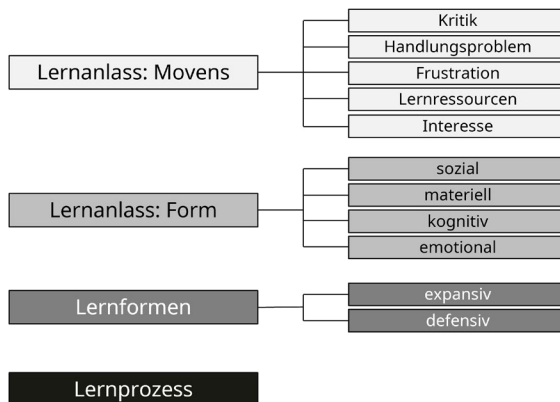 Lernanlass: Movens
Kritik
Handlungsproblem
Frustration
Lernressourcen
Interesse
Lernanlass: Form
sozial
materiell
kognitiv
emotional
Lernformen
expansiv
defensiv
Lernprozess